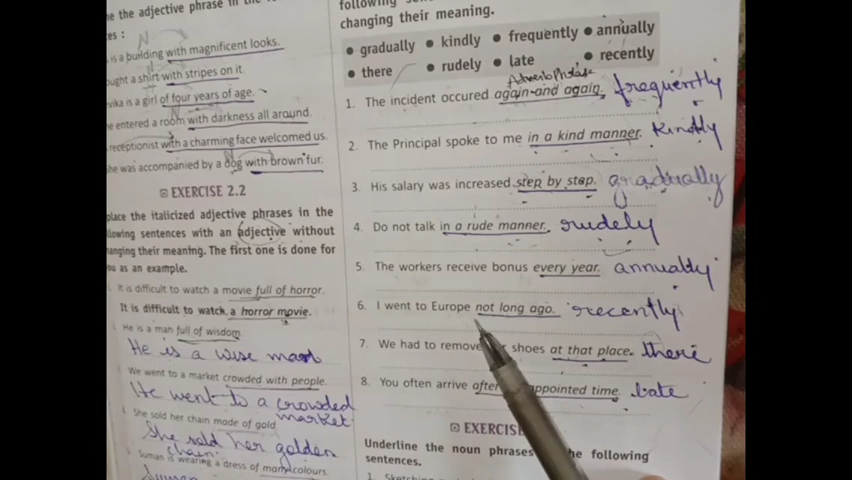 the adjective phrase in the
is a building with magnificent looks.
ought a shirt with stripes on it.
vika is a girl of four years of age.
entered a room with darkness all around.
receptionist with a charming face welcomed us.
he was accompanied by a dog with brown fur.
EXERCISE 2.2
place the italicized adjective phrases in the
lowing sentences with an adjective without
anging their meaning. The first one is done for
ou as an example.
It is difficult to watch a movie full of horror.
It is difficult to watch a horror movie.
He is a man full of wisdom.
He is a wise man
We went to a market crowded with people.
We went to a crowded
market
She sold her chain made of gold.
She sold her golden
chain.
Suman is wearing a dress of many colours.
Suman
changing their meaning.
• gradually • kindly • frequently • annually
• there • rudely • late • recently
Adverb Phrase
1. The incident occured again and again. frequently
2. The Principal spoke to me in a kind manner. Kindly
3. His salary was increased step by step. gradually
4. Do not talk in a rude manner. rudely
5. The workers receive bonus every year. annually
6. I went to Europe not long ago. recently
7. We had to remove shoes at that place. there
8. You often arrive after appointed time. late
EXERCISE
Underline the noun phrases the following
sentences.
1.